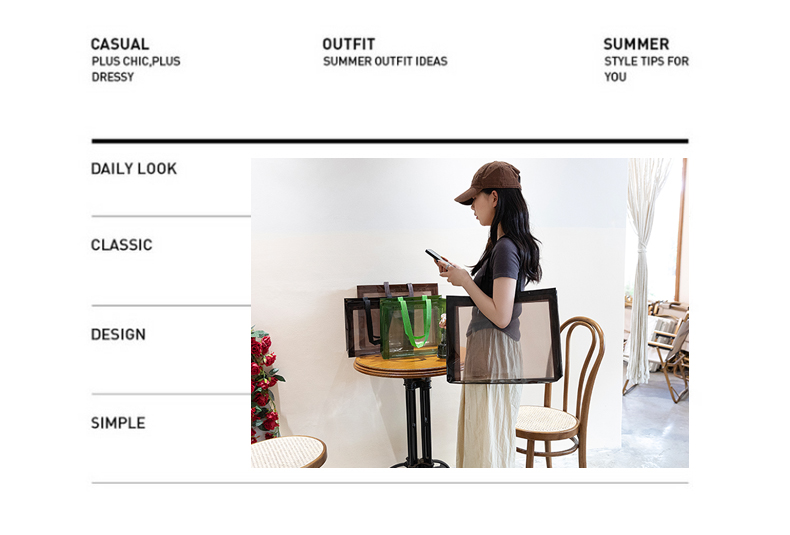 CASUAL
PLUS CHIC,PLUS
DRESSY
OUTFIT
SUMMER OUTFIT IDEAS
SUMMER
STYLE TIPS FOR
YOU
DAILY LOOK
CLASSIC
DESIGN
SIMPLE